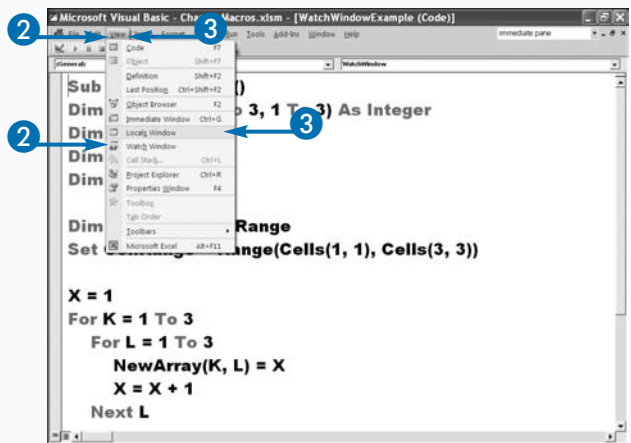 Microsoft Visual Basic - Cha Macros.xlsm - [WatchWindowExample (Code)]
2
3
File Edit View Format Run Tools Add-Ins Window Help
immediate pane
(General)
WatchWindow
Code F7
Object Shift+F7
Definition Shift+F2
Last Position Ctrl+Shift+F2
Object Browser F2
Immediate Window Ctrl+G
Locals Window
3
2
Watch Window
Call Stack... Ctrl+L
Project Explorer Ctrl+R
Properties Window F4
Toolbox
Tab Order
Toolbars
Microsoft Excel Alt+F11
Sub ()
Dim To 3, 1 To 3) As Integer
Dim
Dim
Dim
Dim Range
Set Range(Cells(1, 1), Cells(3, 3))
X = 1
For K = 1 To 3
For L = 1 To 3
NewArray(K, L) = X
X = X + 1
Next L